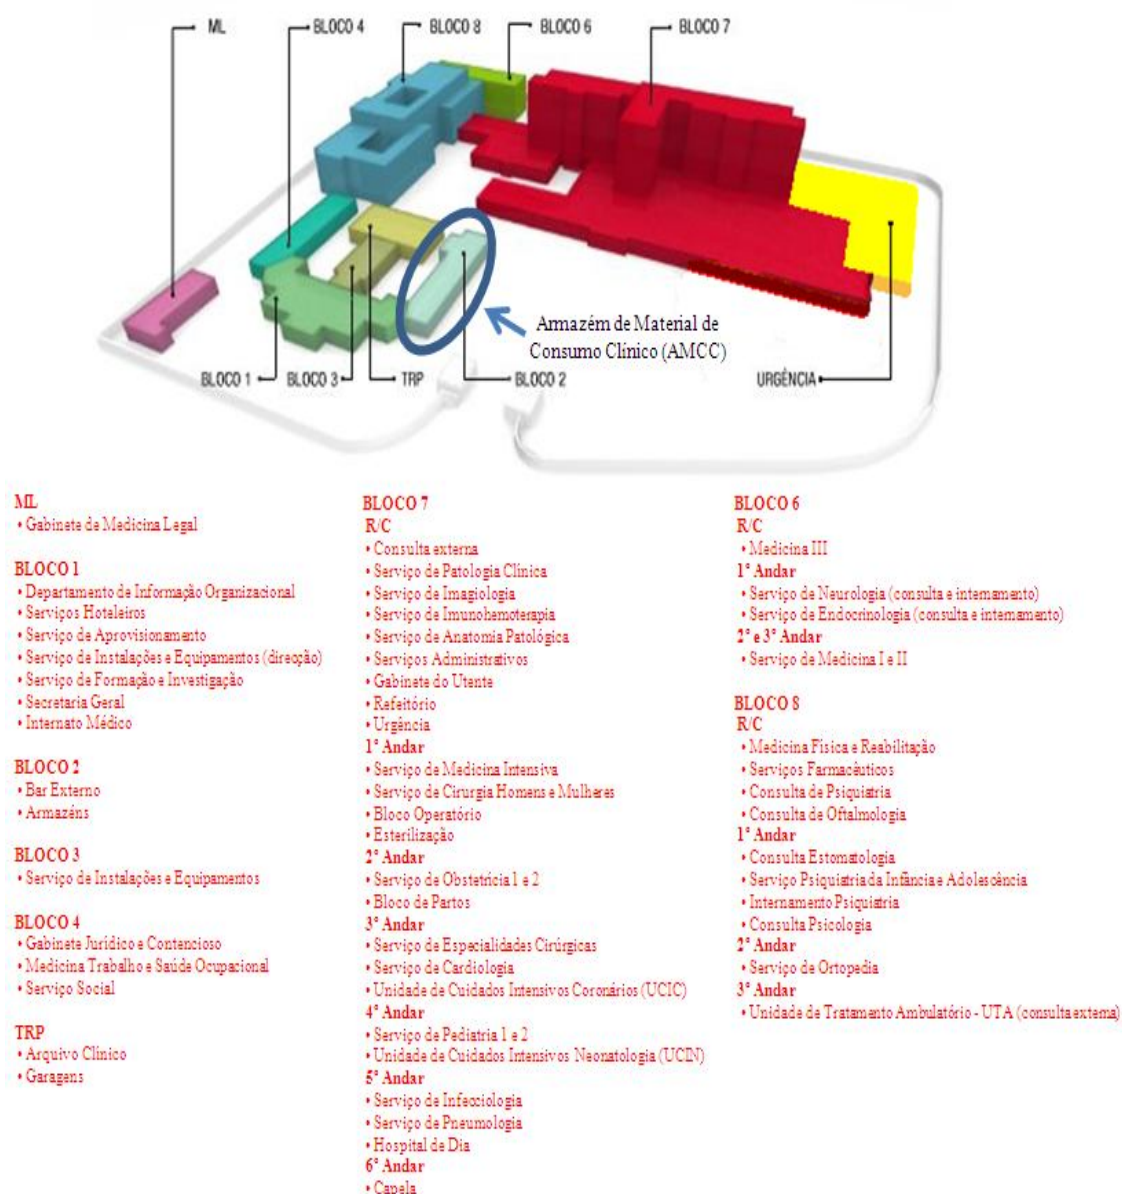 ML
BLOCO 4
BLOCO 8
BLOCO 6
BLOCO 7
Armazém de Material de
Consumo Clínico (AMCC)
BLOCO 1
BLOCO 3
TRP
BLOCO 2
URGÊNCIA
ML
• Gabinete de Medicina Legal
BLOCO 1
• Departamento de Informação Organizacional
• Serviços Hoteleiros
• Serviço de Aprovisionamento
• Serviço de Instalações e Equipamentos (direcção)
• Serviço de Formação e Investigação
• Secretaria Geral
• Internato Médico
BLOCO 2
• Bar Externo
• Armazéns
BLOCO 3
• Serviço de Instalações e Equipamentos
BLOCO 4
• Gabinete Jurídico e Contencioso
• Medicina Trabalho e Saúde Ocupacional
• Serviço Social
TRP
• Arquivo Clínico
• Garagens
BLOCO 7
R/C
• Consulta externa
• Serviço de Patologia Clínica
• Serviço de Imagiologia
• Serviço de Imunohemoterapia
• Serviço de Anatomia Patológica
• Serviços Administrativos
• Gabinete do Utente
• Refeitório
• Urgência
1º Andar
• Serviço de Medicina Intensiva
• Serviço de Cirurgia Homens e Mulheres
• Bloco Operatório
• Esterilização
2º Andar
• Serviço de Obstetrícia 1 e 2
• Bloco de Partos
3º Andar
• Serviço de Especialidades Cirúrgicas
• Serviço de Cardiologia
• Unidade de Cuidados Intensivos Coronários (UCIC)
4º Andar
• Serviço de Pediatria 1 e 2
• Unidade de Cuidados Intensivos Neonatologia (UCIN)
5º Andar
• Serviço de Infecciologia
• Serviço de Pneumologia
• Hospital de Dia
6º Andar
• Capela
BLOCO 6
R/C
• Medicina III
1º Andar
• Serviço de Neurologia (consulta e internamento)
• Serviço de Endocrinologia (consulta e internamento)
2º e 3º Andar
• Serviço de Medicina I e II
BLOCO 8
R/C
• Medicina Física e Reabilitação
• Serviços Farmacêuticos
• Consulta de Psiquiatria
• Consulta de Oftalmologia
1º Andar
• Consulta Estomatologia
• Serviço Psiquiatria da Infância e Adolescência
• Internamento Psiquiatria
• Consulta Psicologia
2º Andar
• Serviço de Ortopedia
3º Andar
• Unidade de Tratamento Ambulatório - UTA (consulta externa)